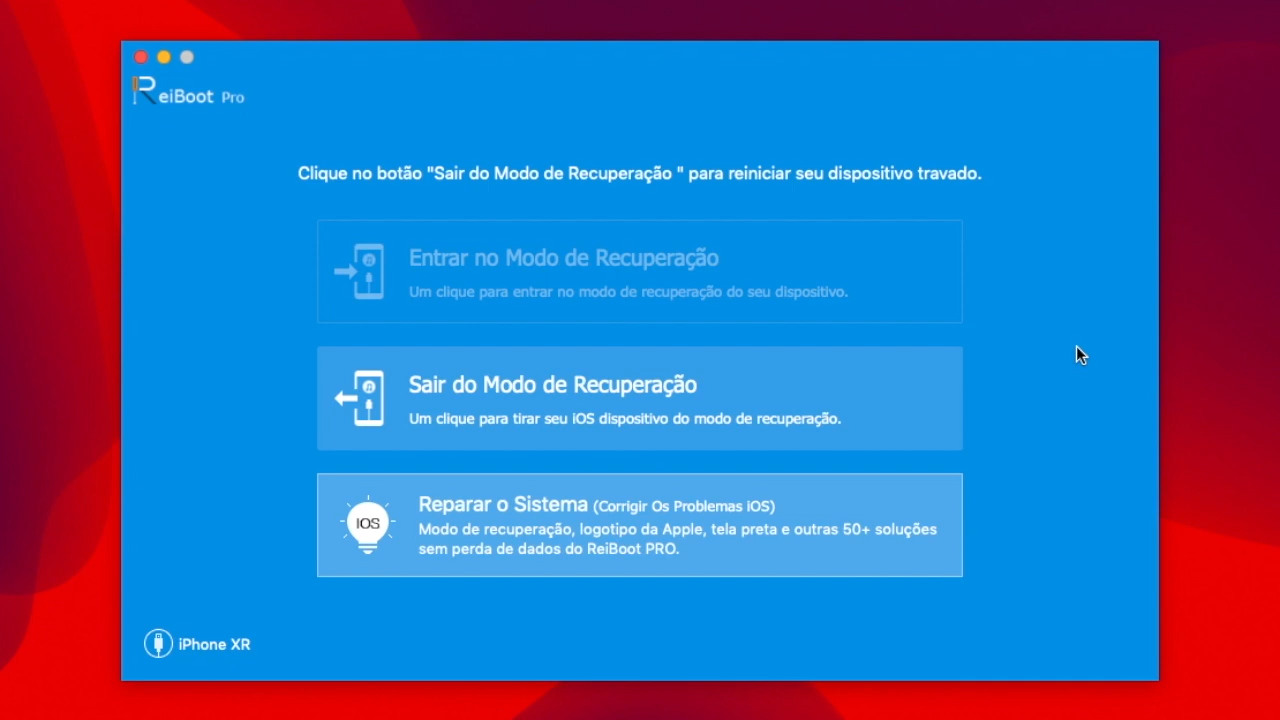 ReiBoot Pro
Clique no botão "Sair do Modo de Recuperação " para reiniciar seu dispositivo travado.
Entrar no Modo de Recuperação
Um clique para entrar no modo de recuperação do seu dispositivo.
Sair do Modo de Recuperação
Um clique para tirar seu iOS dispositivo do modo de recuperação.
IOS
Reparar o Sistema (Corrigir Os Problemas iOS)
Modo de recuperação, logotipo da Apple, tela preta e outras 50+ soluções
sem perda de dados do ReiBoot PRO.
iPhone XR